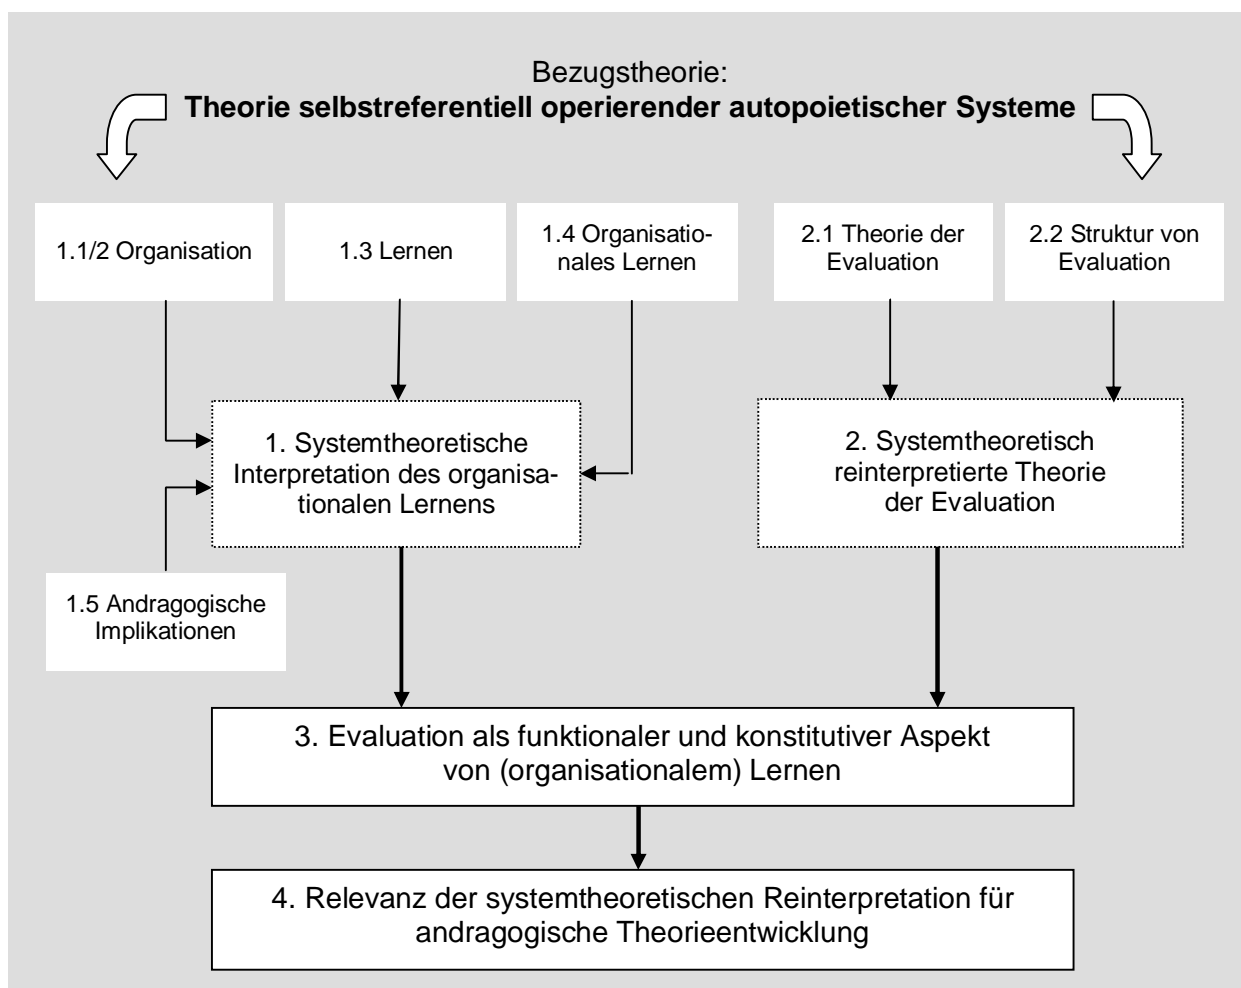 Bezugstheorie:
Theorie selbstreferentiell operierender autopoietischer Systeme
1.1/2 Organisation
1.3 Lernen
1.4 Organisatio-
nales Lernen
2.1 Theorie der
Evaluation
2.2 Struktur von
Evaluation
1. Systemtheoretische
Interpretation des organisa-
tionalen Lernens
2. Systemtheoretisch
reinterpretierte Theorie
der Evaluation
1.5 Andragogische
Implikationen
3. Evaluation als funktionaler und konstitutiver Aspekt
von (organisationalem) Lernen
4. Relevanz der systemtheoretischen Reinterpretation für
andragogische Theorieentwicklung